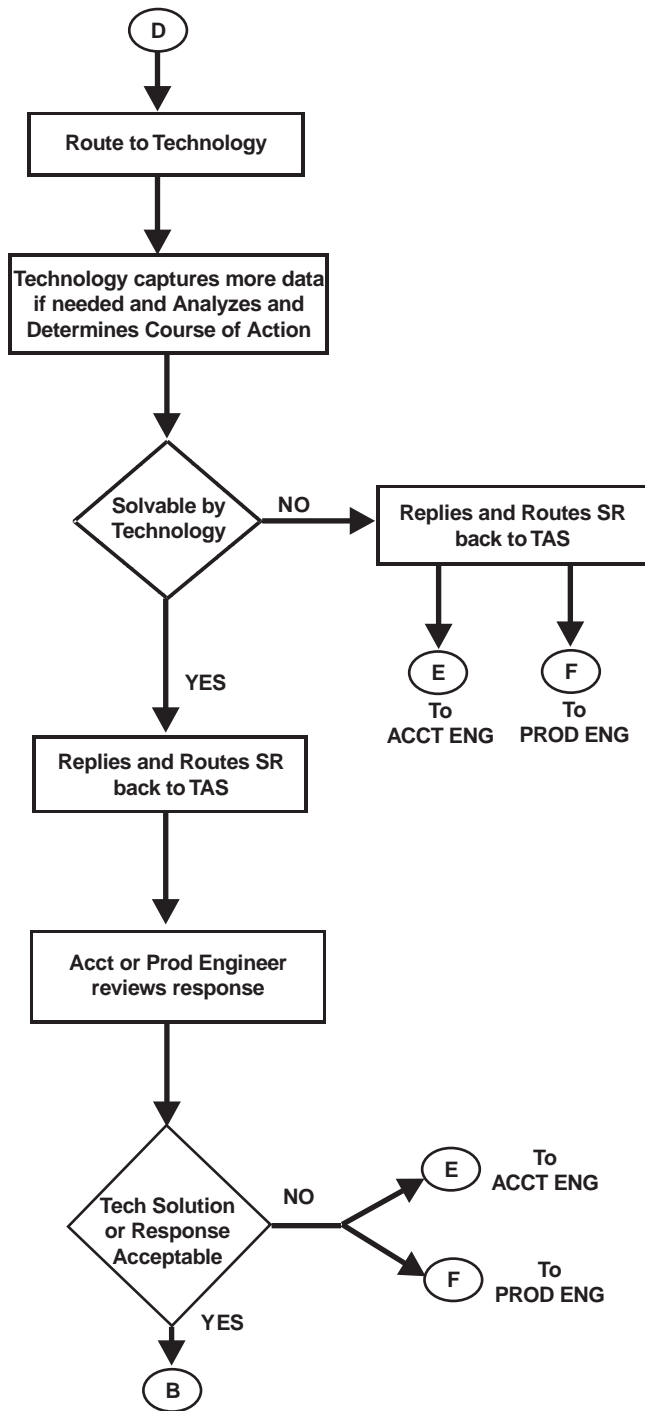 D
Route to Technology
Technology captures more data
if needed and Analyzes and
Determines Course of Action
Solvable by
Technology
NO
Replies and Routes SR
back to TAS
E
To
ACCT ENG
F
To
PROD ENG
YES
Replies and Routes SR
back to TAS
Acct or Prod Engineer
reviews response
Tech Solution
or Response
Acceptable
NO
E
To
ACCT ENG
F
To
PROD ENG
YES
B